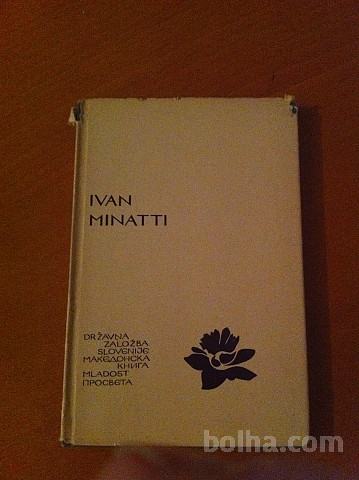 IVAN
MINATTI
DRŽAVNA
ZALOŽBA
SLOVENIJE
МАКЕДОНСКА
КНИГА
MLADOST
ПРОСВЕТА
bolha.com